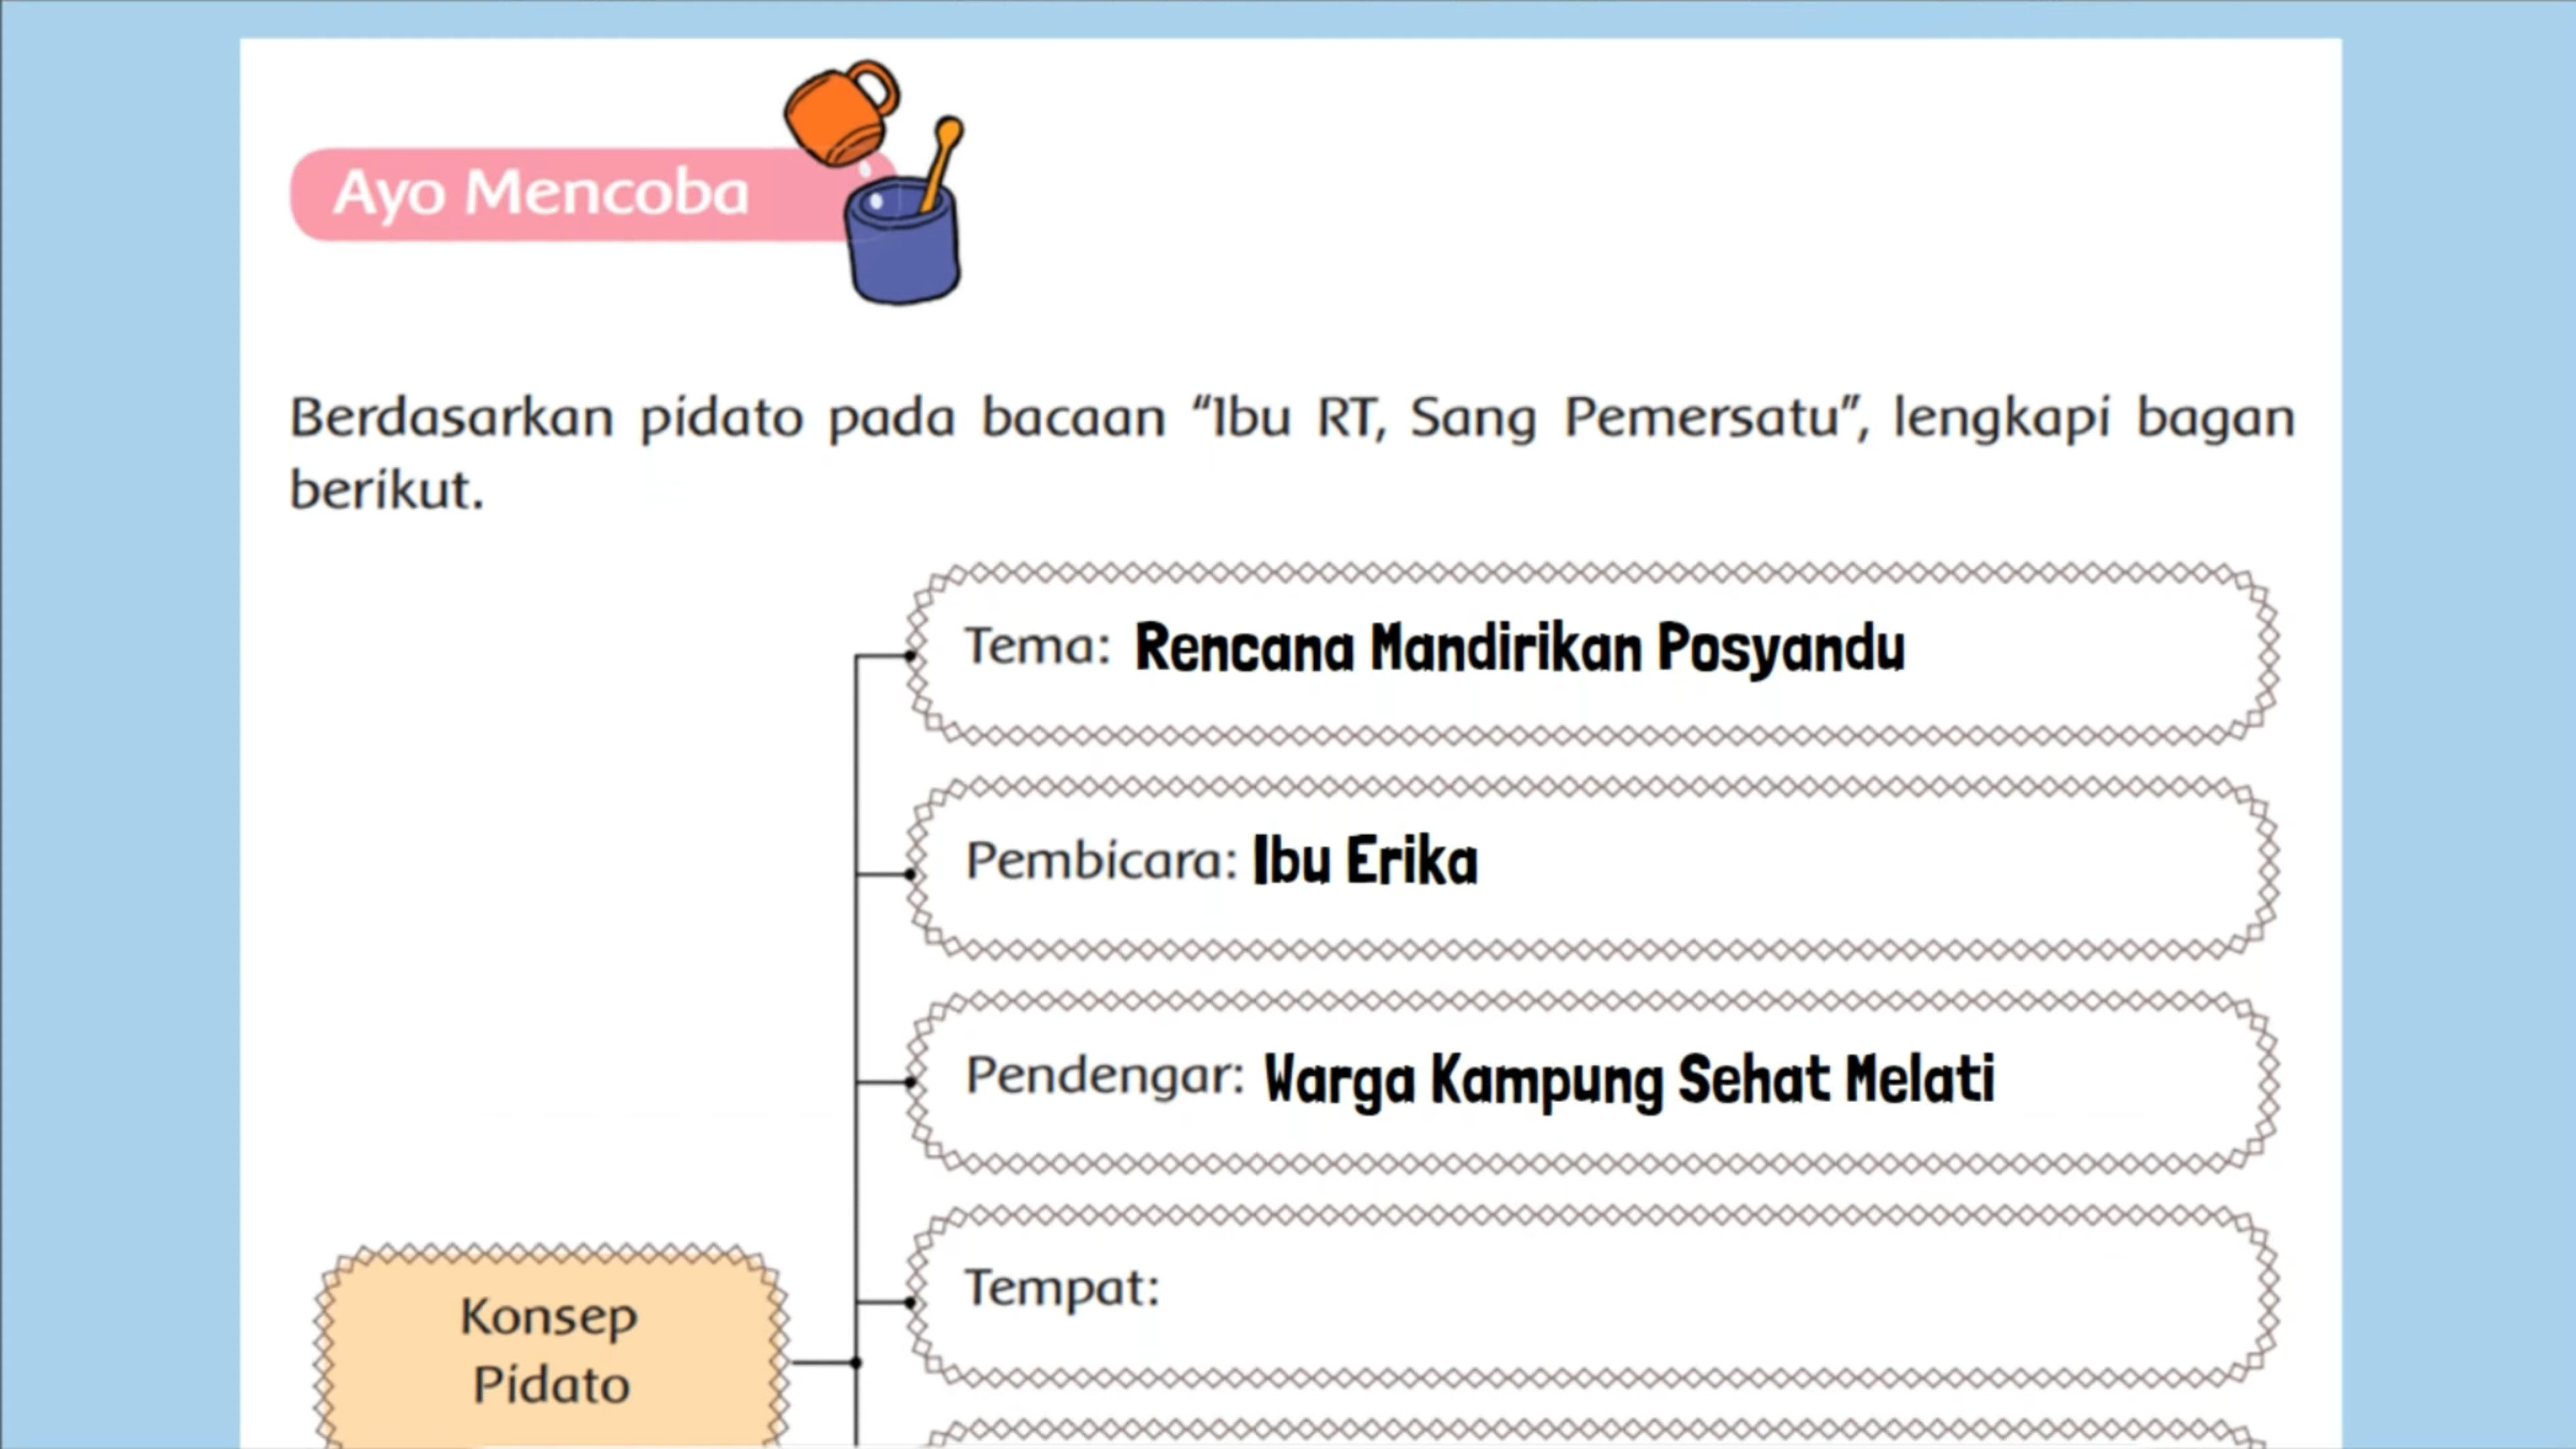 Ayo Mencoba
Berdasarkan pidato pada bacaan “Ibu RT, Sang Pemersatu”, lengkapi bagan
berikut.
Tema: Rencana Mandirikan Posyandu
Pembicara: Ibu Erika
Pendengar: Warga Kampung Sehat Melati
Tempat:
Konsep
Pidato